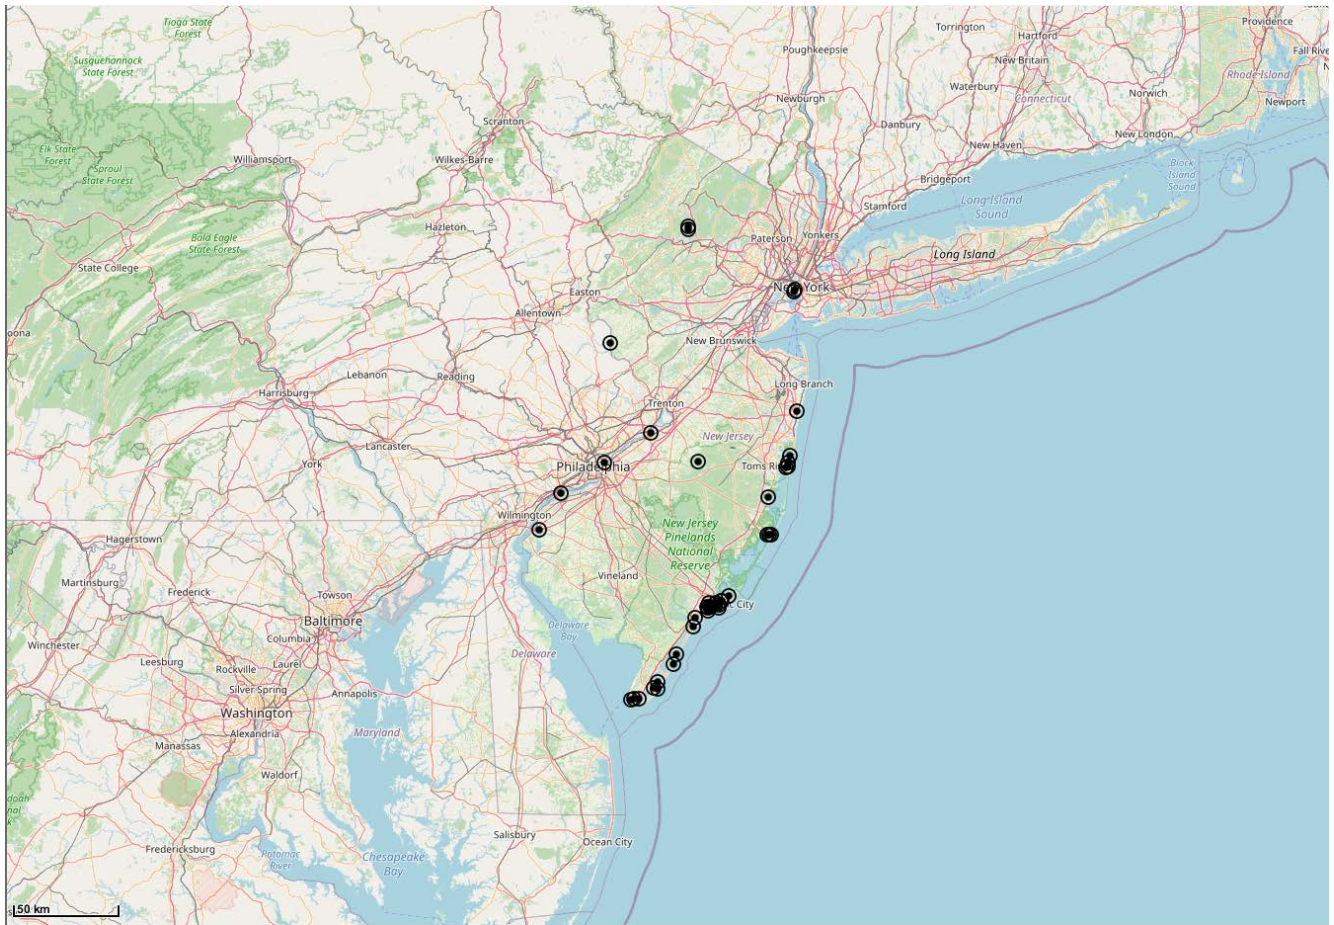 Tioga State
Forest
Torrington
Providence
Hartford
Poughkeepsie
Fall Rive
Susquehannock
State Forest
New Britain
Rhode Island
Waterbury
Newburgh
Connecticut
Norwich
Newport
Scranton
Danbury
New London
New Haven
Elk State
Forest
Williamsport
Wilkes-Barre
Block
Island
Sound
Sproul
State Forest
Bridgeport
Stamford
Long Island
Sound
Hazleton
Paterson
Yonkers
Bald Eagle
State Forest
Long Island
State College
New York
Easton
Allentown
oona
New Brunswick
Lebanon
Reading
Long Branch
Harrisburg
Trenton
New Jersey
Lancaster
York
Philadelphia
Toms Ri
Wilmington
New Jersey
Pinelands
National
Reserve
Hagerstown
Vineland
Martinsburg
Frederick
Towson
Baltimore
City
Columbia
Delaware
Bay
Winchester
Delaware
Leesburg
Laurel
Rockville
Silver Spring
Annapolis
Washington
Alexandria
Maryland
Manassas
Waldorf
doah
nal
k
Salisbury
Ocean City
Fredericksburg
Potomac
River
Chesapeake
Bay
50 km